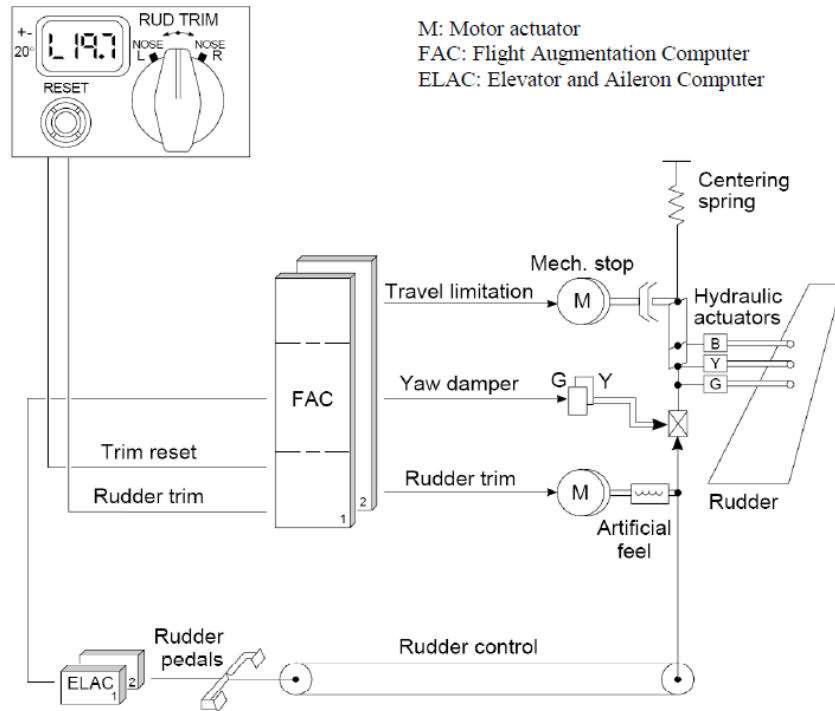 RUD TRIM
+-
20°
L 19.7
NOSE
L
NOSE
R
RESET
M: Motor actuator
FAC: Flight Augmentation Computer
ELAC: Elevator and Aileron Computer
Centering
spring
Mech. stop
Travel limitation
M
Hydraulic
actuators
B
Y
G
Yaw damper
G Y
FAC
Trim reset
Rudder trim
Rudder trim
M
1
2
Artificial
feel
Rudder
Rudder
pedals
Rudder control
ELAC
1
2